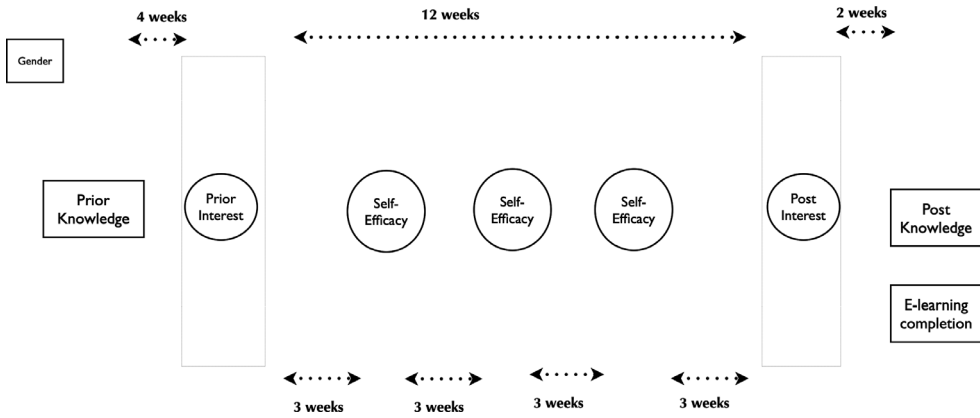 4 weeks
12 weeks
2 weeks
Gender
Prior
Knowledge
Prior
Interest
Self-
Efficacy
Self-
Efficacy
Self-
Efficacy
Post
Interest
Post
Knowledge
E-learning
completion
3 weeks
3 weeks
3 weeks
3 weeks